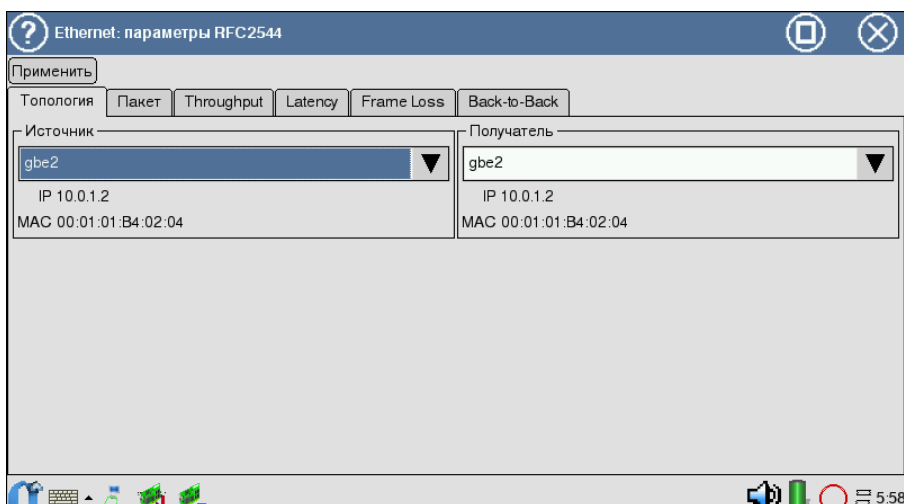 Ethernet: параметры RFC2544
Применить
Топология Пакет Throughput Latency Frame Loss Back-to-Back
Источник Получатель
gbe2 gbe2
IP 10.0.1.2 IP 10.0.1.2
MAC 00:01:01:B4:02:04 MAC 00:01:01:B4:02:04
5:58